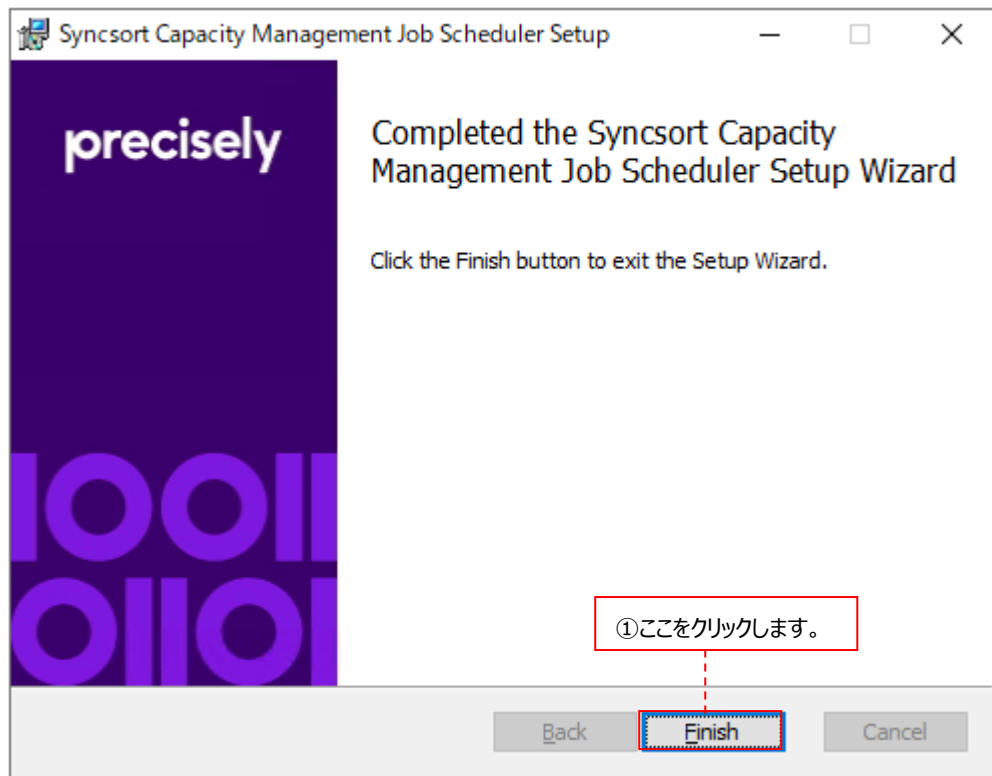 Syncsort Capacity Management Job Scheduler Setup
precisely
Completed the Syncsort Capacity
Management Job Scheduler Setup Wizard
Click the Finish button to exit the Setup Wizard.
①ここをクリックします。
Back
Finish
Cancel